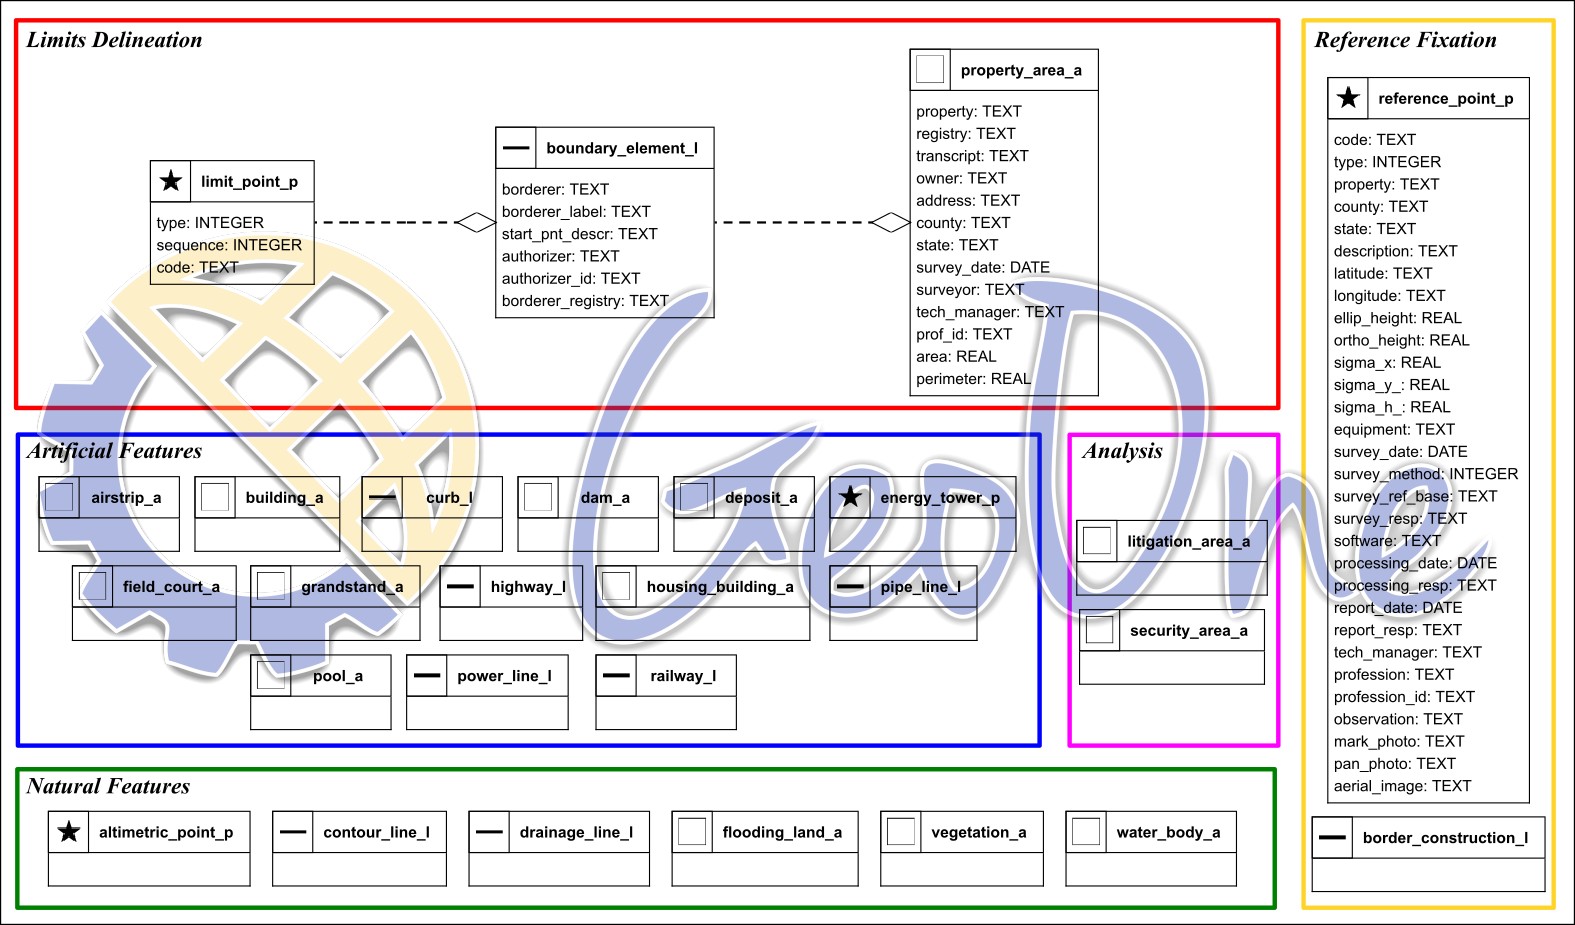 Limits Delineation
limit_point_p
type: INTEGER
sequence: INTEGER
code: TEXT
boundary_element_l
borderer: TEXT
borderer_label: TEXT
start_pnt_descr: TEXT
authorizer: TEXT
authorizer_id: TEXT
borderer_registry: TEXT
property_area_a
property: TEXT
registry: TEXT
transcript: TEXT
owner: TEXT
address: TEXT
county: TEXT
state: TEXT
survey_date: DATE
surveyor: TEXT
tech_manager: TEXT
prof_id: TEXT
area: REAL
perimeter: REAL
Reference Fixation
reference_point_p
code: TEXT
type: INTEGER
property: TEXT
county: TEXT
state: TEXT
description: TEXT
latitude: TEXT
longitude: TEXT
ellip_height: REAL
ortho_height: REAL
sigma_x: REAL
sigma_y_: REAL
sigma_h_: REAL
equipment: TEXT
survey_date: DATE
survey_method: INTEGER
survey_ref_base: TEXT
survey_resp: TEXT
software: TEXT
processing_date: DATE
processing_resp: TEXT
report_date: DATE
report_resp: TEXT
tech_manager: TEXT
profession: TEXT
profession_id: TEXT
observation: TEXT
mark_photo: TEXT
pan_photo: TEXT
aerial_image: TEXT
border_construction_l
Artificial Features
airstrip_a
building_a
curb_l
dam_a
deposit_a
energy_tower_p
field_court_a
grandstand_a
highway_l
housing_building_a
pipe_line_l
pool_a
power_line_l
railway_l
Analysis
litigation_area_a
security_area_a
Natural Features
altimetric_point_p
contour_line_l
drainage_line_l
flooding_land_a
vegetation_a
water_body_a
GeoOne